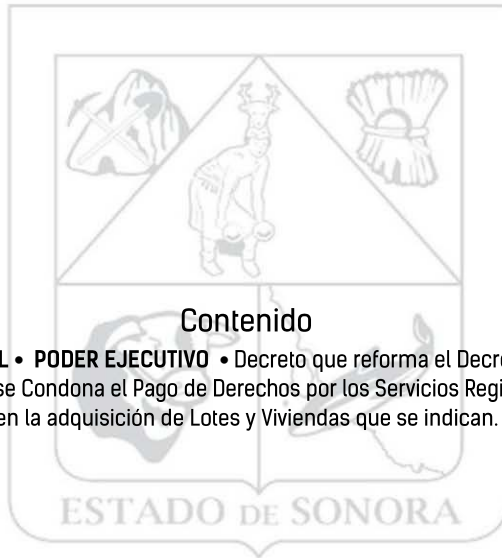 Contenido
L • PODER EJECUTIVO • Decreto que reforma el Decre
se Condona el Pago de Derechos por los Servicios Regi
en la adquisición de Lotes y Viviendas que se indican.
ESTADO DE SONORA